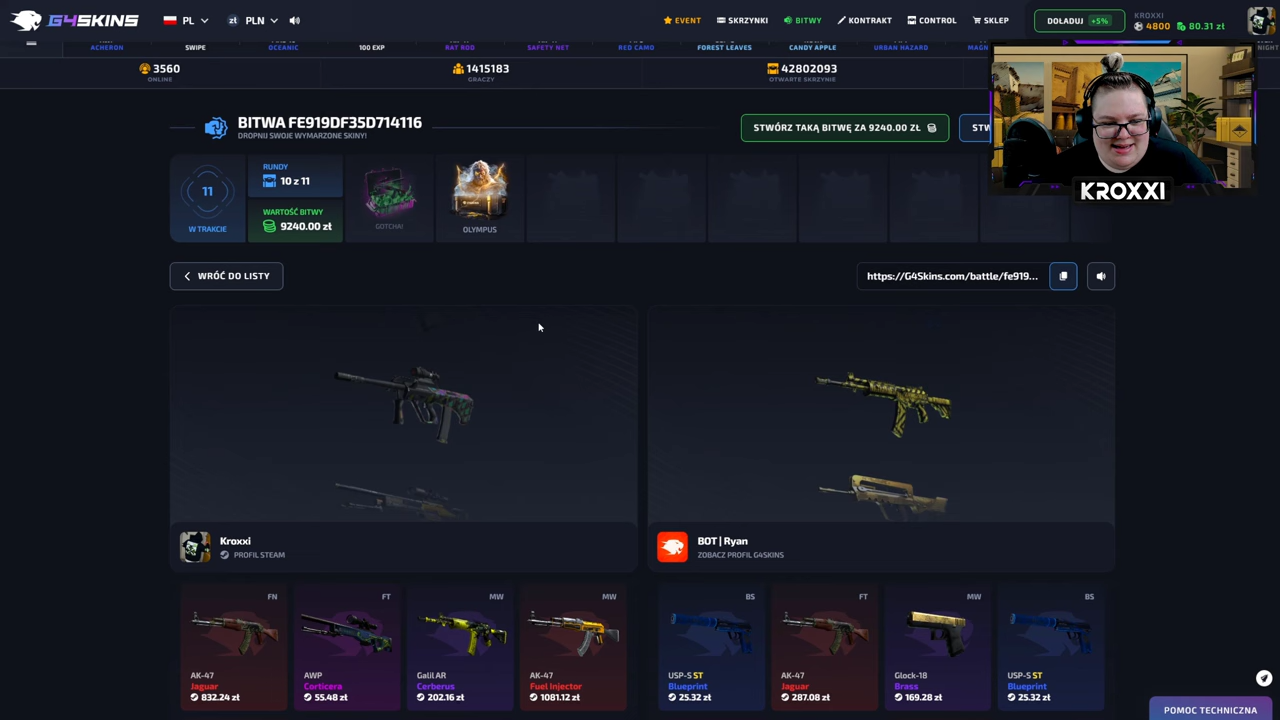 G4SKINS
PL
zł PLN
EVENT
SKRZYNKI
BITWY
KONTRAKT
CONTROL
SKLEP
DOŁADUJ +5%
KROXXI
4800 80.31 zł
ACHERON
SWIPE
OCEANIC
100 EXP
RAT ROD
SAFETY NET
RED CAMO
FOREST LEAVES
CANDY APPLE
URBAN HAZARD
3560
ONLINE
1415183
GRACZY
42802093
OTWARTE SKRZYNIE
BITWA FE919DF35D714116
DROPNIJ SWOJE WYMARZONE SKINY!
STWÓRZ TAKĄ BITWĘ ZA 9240.00 ZŁ
KROXXI
11
W TRAKCIE
RUNDY
10 z 11
WARTOŚĆ BITWY
9240.00 zł
GOTCHA!
OLYMPUS
WRÓĆ DO LISTY
https://G4Skins.com/battle/fe919...
Kroxxi
PROFIL STEAM
BOT | Ryan
ZOBACZ PROFIL G4SKINS
FN
AK-47
Jaguar
832.24 zł
FT
AWP
Corticera
55.48 zł
MW
Galil AR
Cerberus
202.16 zł
MW
AK-47
Fuel Injector
1081.12 zł
BS
USP-S ST
Blueprint
25.32 zł
FT
AK-47
Jaguar
287.08 zł
MW
Glock-18
Brass
169.28 zł
BS
USP-S ST
Blueprint
25.32 zł
POMOC TECHNICZNA